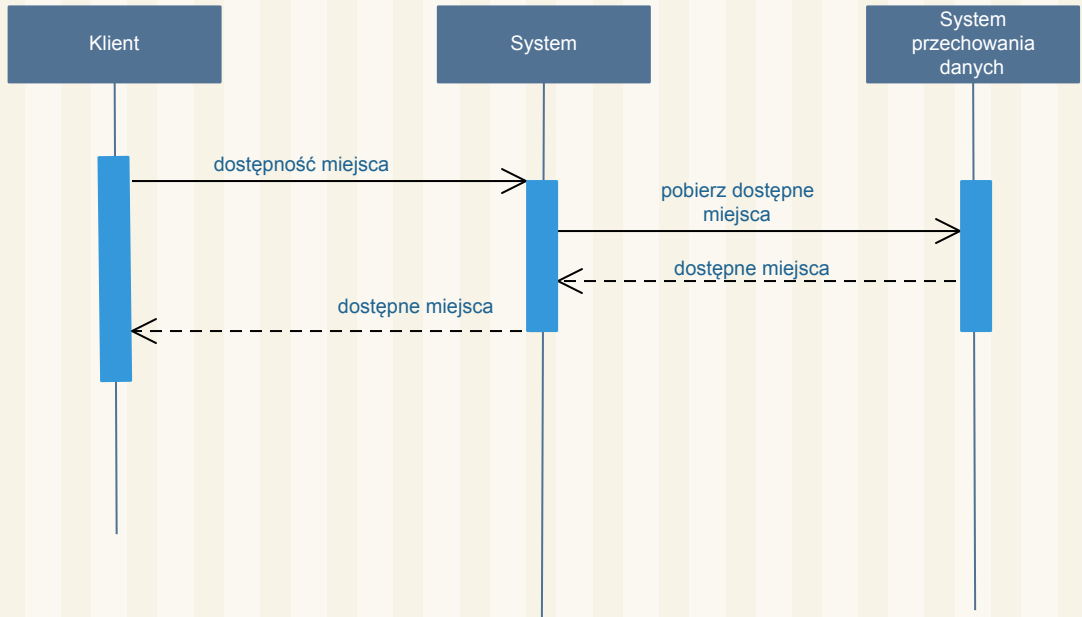 Klient
System
System
przechowania
danych
dostępność miejsca
pobierz dostępne
miejsca
dostępne miejsca
dostępne miejsca